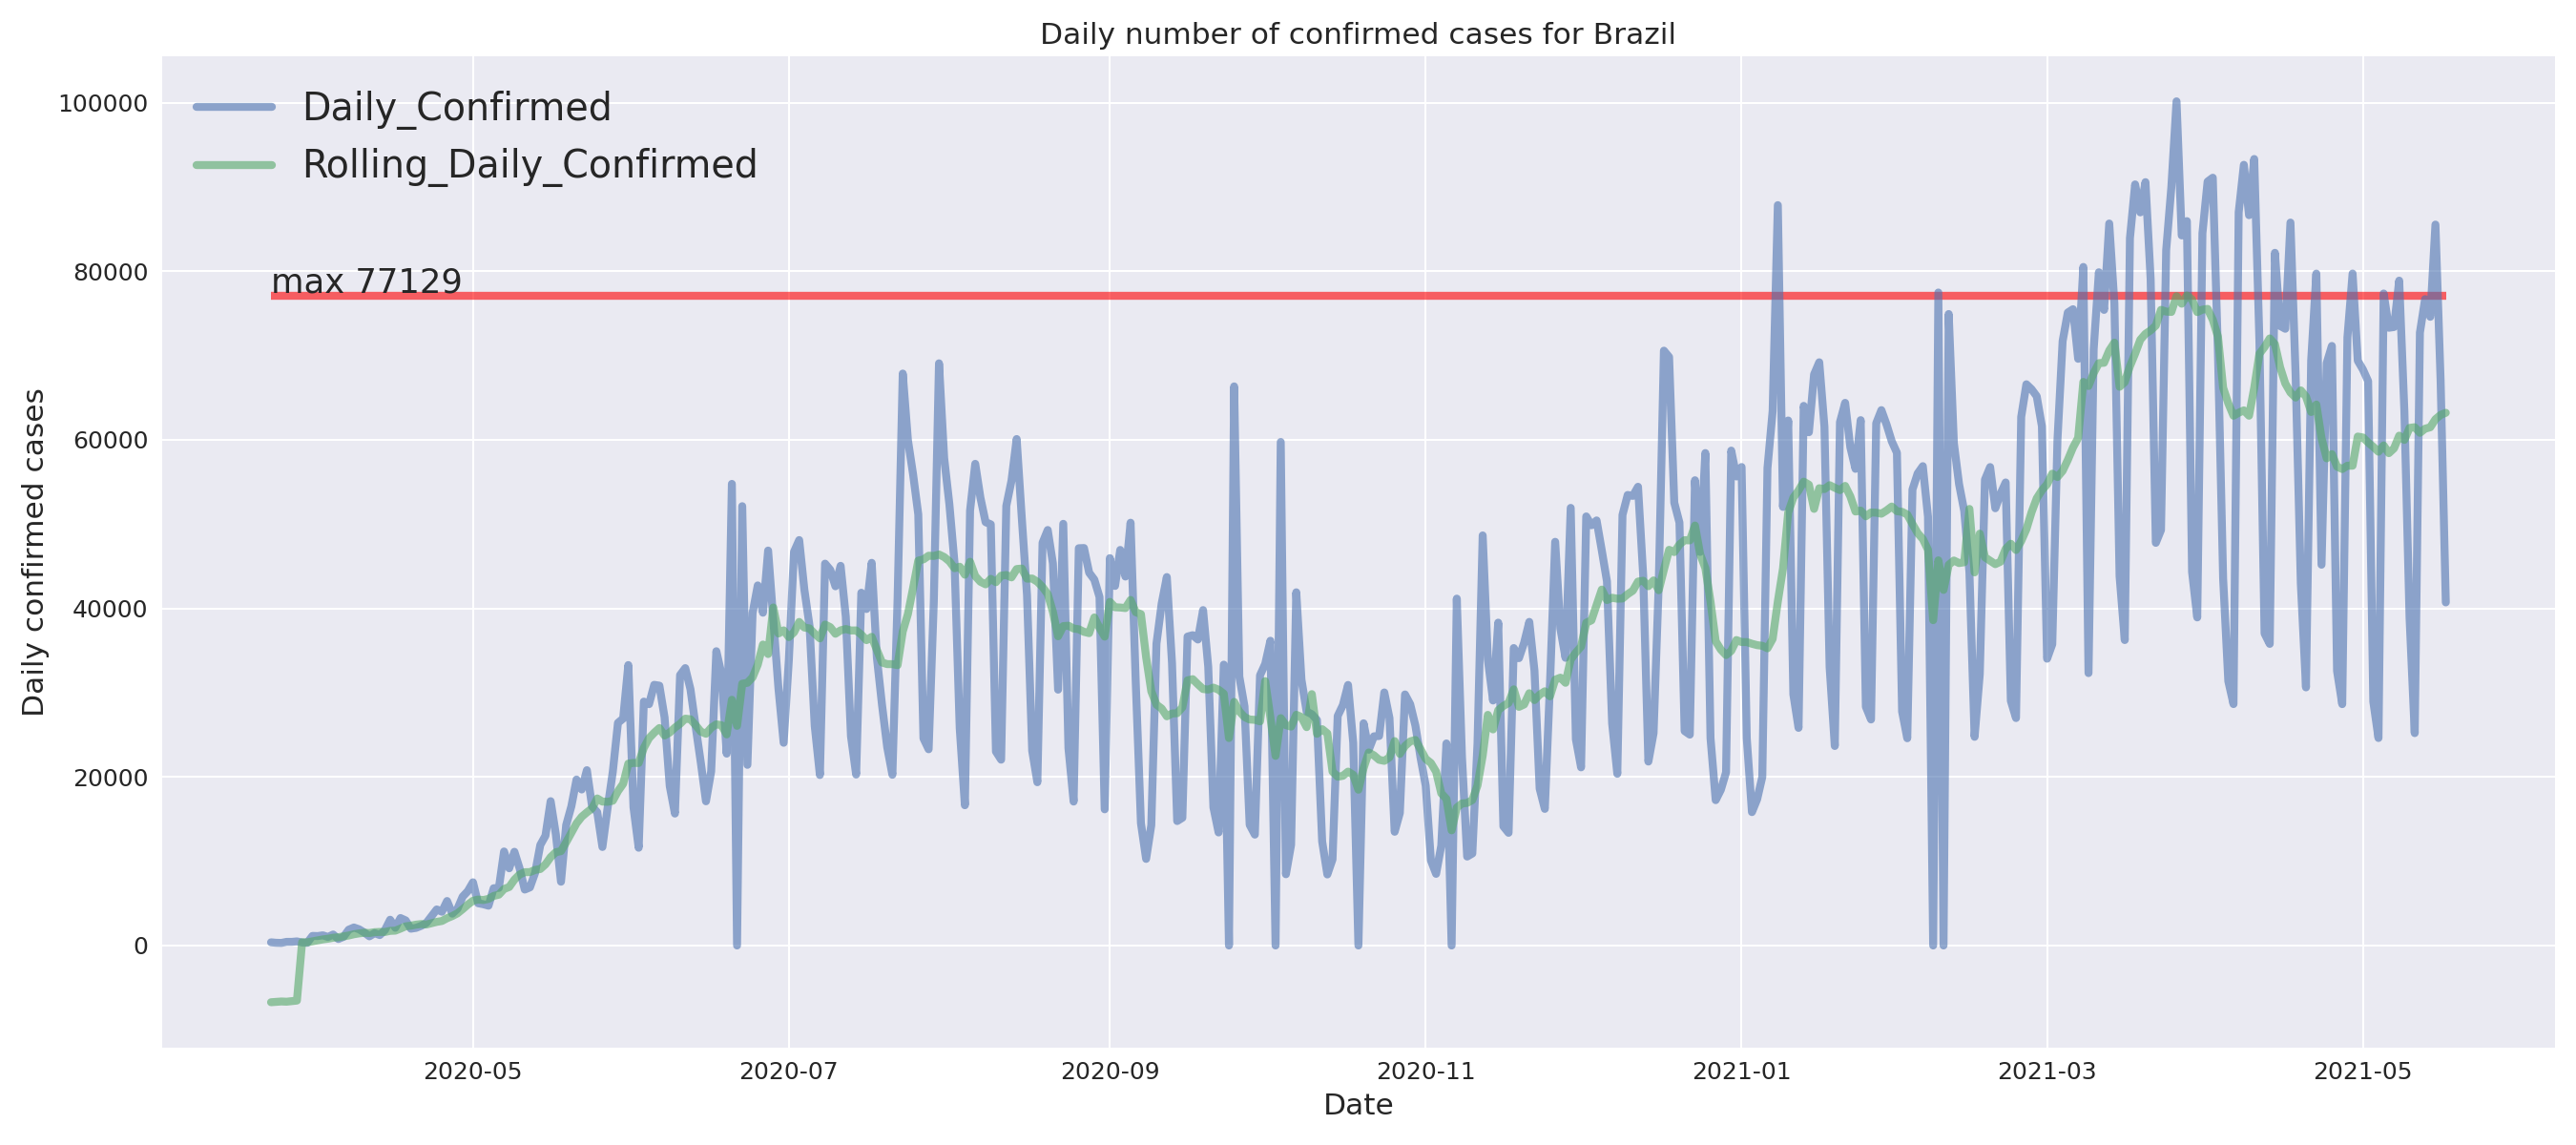 Daily number of confirmed cases for Brazil
100000
80000
60000
40000
20000
0
Daily confirmed cases
Daily_Confirmed
Rolling_Daily_Confirmed
max 77129
2020-05 2020-07 2020-09 2020-11 2021-01 2021-03 2021-05
Date